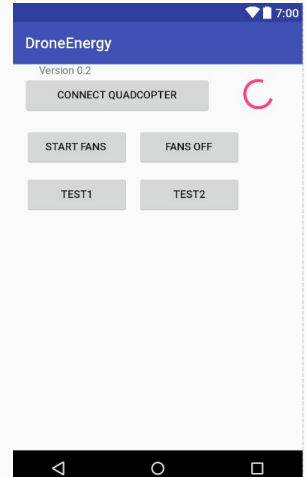 7:00
DroneEnergy
Version 0.2
CONNECT QUADCOPTER
START FANS FANS OFF
TEST1 TEST2